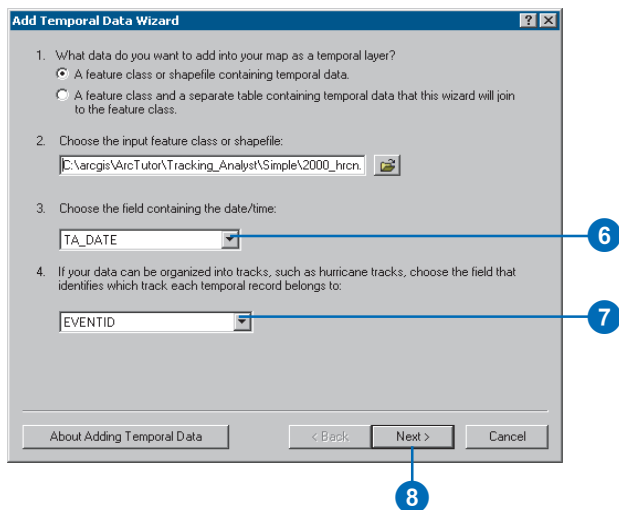 Add Temporal Data Wizard
1. What data do you want to add into your map as a temporal layer?
A feature class or shapefile containing temporal data.
A feature class and a separate table containing temporal data that this wizard will join
to the feature class.
2. Choose the input feature class or shapefile:
C:\arcgis\ArcTutor\Tracking_Analyst\Simple\2000_hrcn.
3. Choose the field containing the date/time:
TA_DATE
6
4. If your data can be organized into tracks, such as hurricane tracks, choose the field that
identifies which track each temporal record belongs to:
EVENTID
7
About Adding Temporal Data
< Back
Next >
Cancel
8